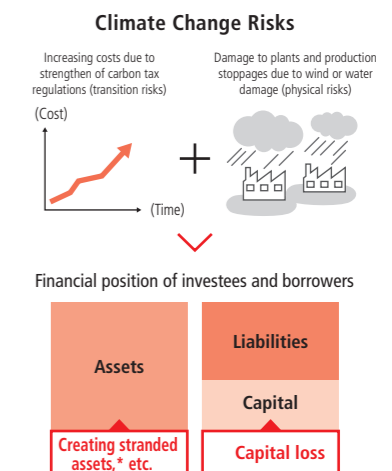 Climate Change Risks
Increasing costs due to
strengthen of carbon tax
regulations (transition risks)
Damage to plants and production
stoppages due to wind or water
damage (physical risks)
(Cost)
(Time)
Financial position of investees and borrowers
Assets
Liabilities
Capital
Creating stranded
assets,* etc.
Capital loss